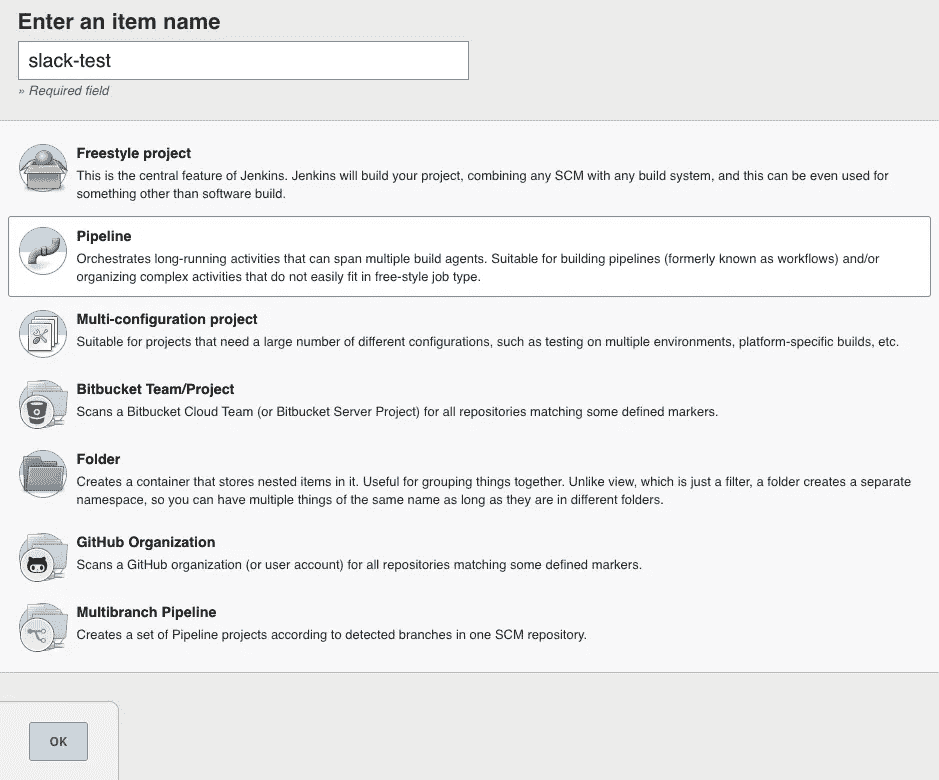 Enter an item name
slack-test
» Required field
Freestyle project
This is the central feature of Jenkins. Jenkins will build your project, combining any SCM with any build system, and this can be even used for
something other than software build.
Pipeline
Orchestrates long-running activities that can span multiple build agents. Suitable for building pipelines (formerly known as workflows) and/or
organizing complex activities that do not easily fit in free-style job type.
Multi-configuration project
Suitable for projects that need a large number of different configurations, such as testing on multiple environments, platform-specific builds, etc.
Bitbucket Team/Project
Scans a Bitbucket Cloud Team (or Bitbucket Server Project) for all repositories matching some defined markers.
Folder
Creates a container that stores nested items in it. Useful for grouping things together. Unlike view, which is just a filter, a folder creates a separate
namespace, so you can have multiple things of the same name as long as they are in different folders.
GitHub Organization
Scans a GitHub organization (or user account) for all repositories matching some defined markers.
Multibranch Pipeline
Creates a set of Pipeline projects according to detected branches in one SCM repository.
OK